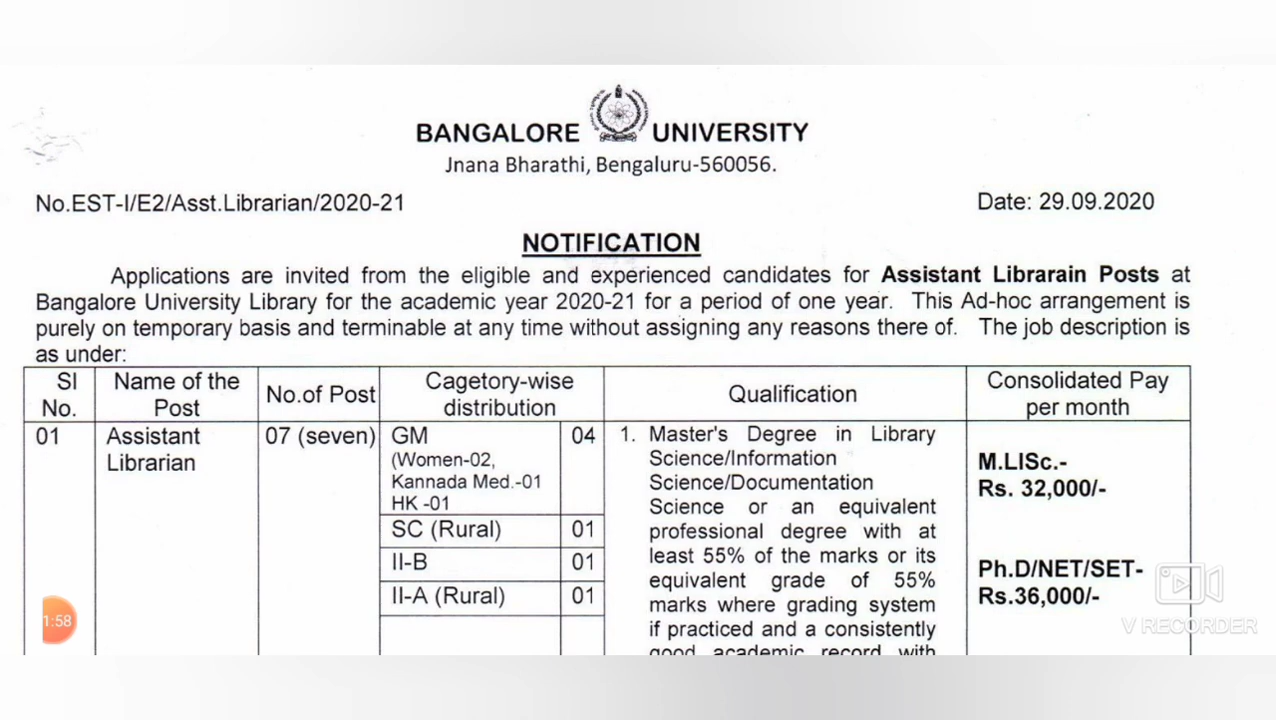 BANGALORE UNIVERSITY
Jnana Bharathi, Bengaluru-560056.
No.EST-I/E2/Asst.Librarian/2020-21
Date: 29.09.2020
NOTIFICATION
Applications are invited from the eligible and experienced candidates for Assistant Librarain Posts at
Bangalore University Library for the academic year 2020-21 for a period of one year. This Ad-hoc arrangement is
purely on temporary basis and terminable at any time without assigning any reasons there of. The job description is
as under:
Sl No.
Name of the Post
No.of Post
Cagetory-wise distribution
Qualification
Consolidated Pay per month
01
Assistant
Librarian
07 (seven)
GM 04
(Women-02,
Kannada Med.-01
HK -01
SC (Rural) 01
II-B 01
II-A (Rural) 01
1. Master's Degree in Library
Science/Information
Science/Documentation
Science or an equivalent
professional degree with at
least 55% of the marks or its
equivalent grade of 55%
marks where grading system
if practiced and a consistently
good academic record with
M.LISc.-
Rs. 32,000/-
Ph.D/NET/SET-
Rs.36,000/-
1:58
V RECORDER